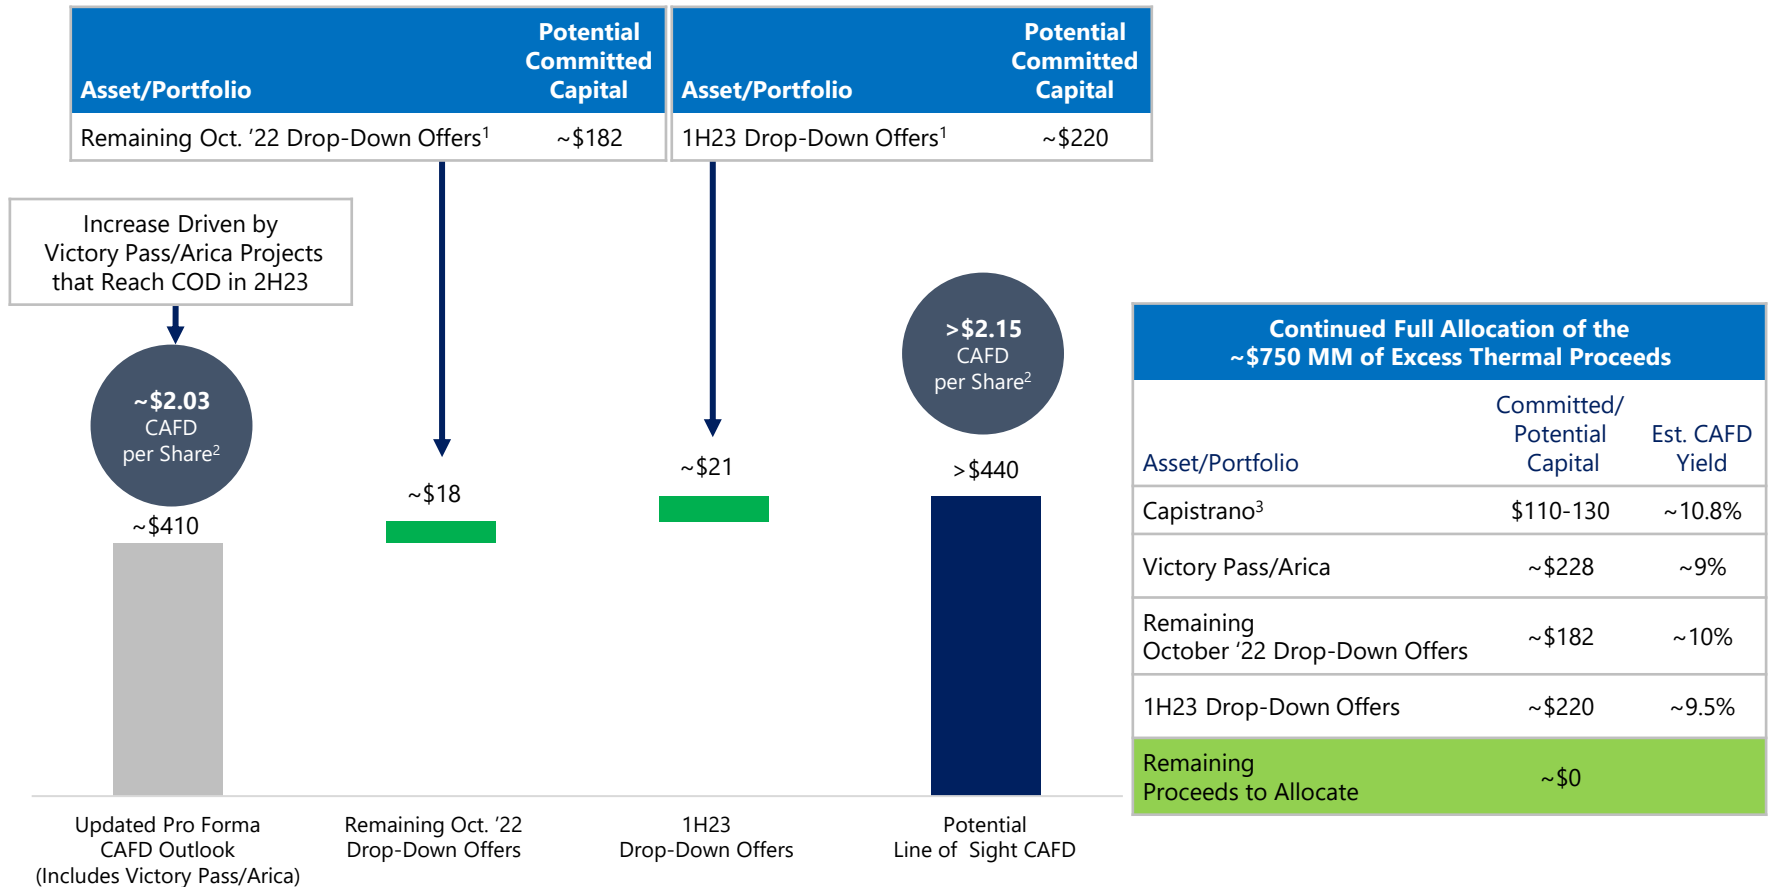 Asset/Portfolio
Potential
Committed
Capital
Remaining Oct. ’22 Drop-Down Offers1
~$182
Asset/Portfolio
Potential
Committed
Capital
1H23 Drop-Down Offers1
~$220
Increase Driven by
Victory Pass/Arica Projects
that Reach COD in 2H23
~$2.03
CAFD
per Share2
~$410
~$18
~$21
>$2.15
CAFD
per Share2
>$440
Updated Pro Forma
CAFD Outlook
(Includes Victory Pass/Arica)
Remaining Oct. ’22
Drop-Down Offers
1H23
Drop-Down Offers
Potential
Line of Sight CAFD
Continued Full Allocation of the
~$750 MM of Excess Thermal Proceeds
Asset/Portfolio
Committed/
Potential
Capital
Est. CAFD
Yield
Capistrano3
$110-130
~10.8%
Victory Pass/Arica
~$228
~9%
Remaining
October ‘22 Drop-Down Offers
~$182
~10%
1H23 Drop-Down Offers
~$220
~9.5%
Remaining
Proceeds to Allocate
~$0